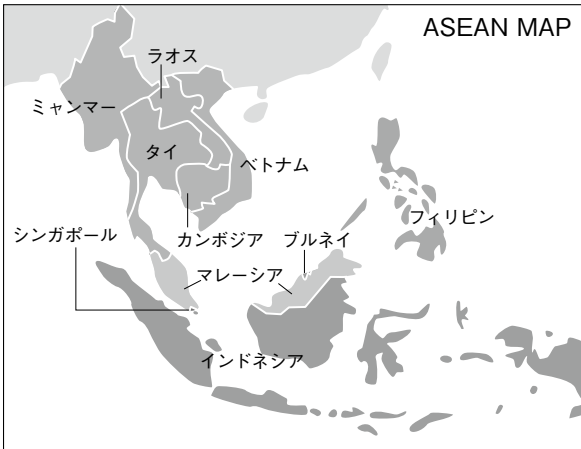 ASEAN MAP
ラオス
ミャンマー
タイ
ベトナム
フィリピン
シンガポール
カンボジア
ブルネイ
マレーシア
インドネシア